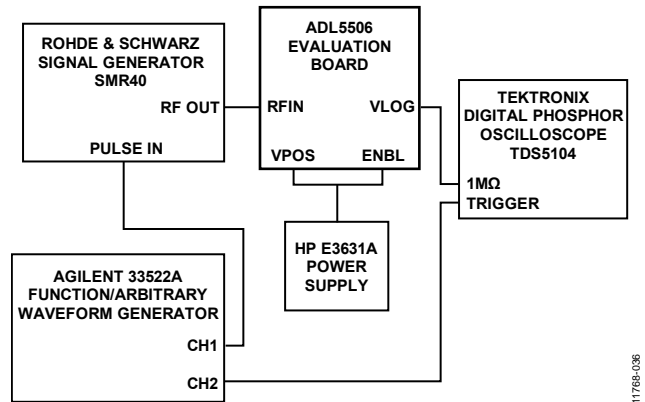 ROHDE & SCHWARZ
SIGNAL GENERATOR
SMR40
RF OUT
PULSE IN
ADL5506
EVALUATION
BOARD
RFIN
VLOG
VPOS
ENBL
TEKTRONIX
DIGITAL PHOSPHOR
OSCILLOSCOPE
TDS5104
1MΩ
TRIGGER
HP E3631A
POWER
SUPPLY
AGILENT 33522A
FUNCTION/ARBITRARY
WAVEFORM GENERATOR
CH1
CH2
11768-036